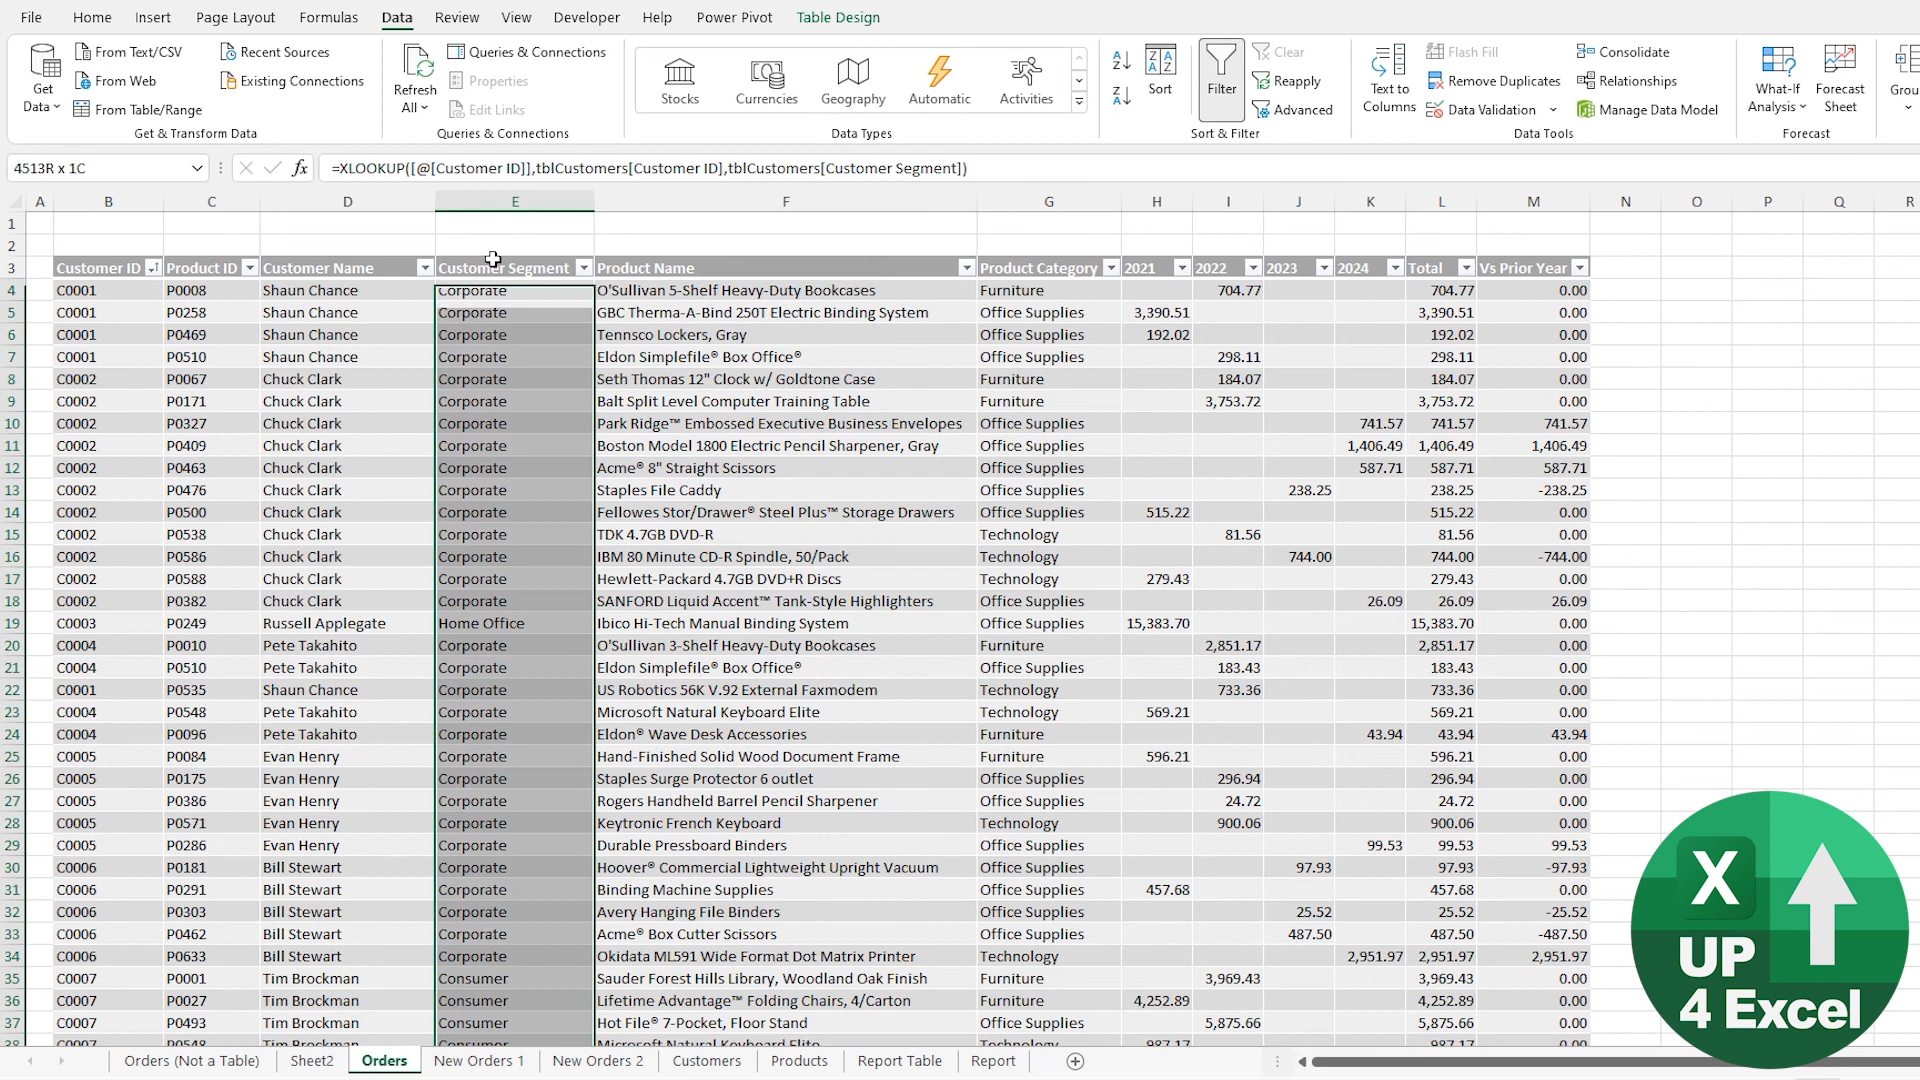 File Home Insert Page Layout Formulas Data Review View Developer Help Power Pivot Table Design
Get Data From Text/CSV From Web From Table/Range Recent Sources Existing Connections
Get & Transform Data
Refresh All Queries & Connections Properties Edit Links
Queries & Connections
Stocks Currencies Geography Automatic Activities
Data Types
Sort Filter Clear Reapply Advanced
Sort & Filter
Text to Columns Flash Fill Remove Duplicates Data Validation Consolidate Relationships Manage Data Model
Data Tools
What-If Analysis Forecast Sheet
Forecast
Grou
4513R x 1C fx =XLOOKUP([@[Customer ID]],tblCustomers[Customer ID],tblCustomers[Customer Segment])
A B C D E F G H I J K L M N O P Q R
1
2
3 Customer ID Product ID Customer Name Customer Segment Product Name Product Category 2021 2022 2023 2024 Total Vs Prior Year
4 C0001 P0008 Shaun Chance Corporate O'Sullivan 5-Shelf Heavy-Duty Bookcases Furniture 704.77 704.77 0.00
5 C0001 P0258 Shaun Chance Corporate GBC Therma-A-Bind 250T Electric Binding System Office Supplies 3,390.51 3,390.51 0.00
6 C0001 P0469 Shaun Chance Corporate Tennsco Lockers, Gray Office Supplies 192.02 192.02 0.00
7 C0001 P0510 Shaun Chance Corporate Eldon Simplefile® Box Office® Office Supplies 298.11 298.11 0.00
8 C0002 P0067 Chuck Clark Corporate Seth Thomas 12" Clock w/ Goldtone Case Furniture 184.07 184.07 0.00
9 C0002 P0171 Chuck Clark Corporate Balt Split Level Computer Training Table Furniture 3,753.72 3,753.72 0.00
10 C0002 P0327 Chuck Clark Corporate Park Ridge™ Embossed Executive Business Envelopes Office Supplies 741.57 741.57 741.57
11 C0002 P0409 Chuck Clark Corporate Boston Model 1800 Electric Pencil Sharpener, Gray Office Supplies 1,406.49 1,406.49 1,406.49
12 C0002 P0463 Chuck Clark Corporate Acme® 8" Straight Scissors Office Supplies 587.71 587.71 587.71
13 C0002 P0476 Chuck Clark Corporate Staples File Caddy Office Supplies 238.25 238.25 -238.25
14 C0002 P0500 Chuck Clark Corporate Fellowes Stor/Drawer® Steel Plus™ Storage Drawers Office Supplies 515.22 515.22 0.00
15 C0002 P0538 Chuck Clark Corporate TDK 4.7GB DVD-R Technology 81.56 81.56 0.00
16 C0002 P0586 Chuck Clark Corporate IBM 80 Minute CD-R Spindle, 50/Pack Technology 744.00 744.00 -744.00
17 C0002 P0588 Chuck Clark Corporate Hewlett-Packard 4.7GB DVD+R Discs Technology 279.43 279.43 0.00
18 C0002 P0382 Chuck Clark Corporate SANFORD Liquid Accent™ Tank-Style Highlighters Office Supplies 26.09 26.09 26.09
19 C0003 P0249 Russell Applegate Home Office Ibico Hi-Tech Manual Binding System Office Supplies 15,383.70 15,383.70 0.00
20 C0004 P0010 Pete Takahito Corporate O'Sullivan 3-Shelf Heavy-Duty Bookcases Furniture 2,851.17 2,851.17 0.00
21 C0004 P0510 Pete Takahito Corporate Eldon Simplefile® Box Office® Office Supplies 183.43 183.43 0.00
22 C0001 P0535 Shaun Chance Corporate US Robotics 56K V.92 External Faxmodem Technology 733.36 733.36 0.00
23 C0004 P0548 Pete Takahito Corporate Microsoft Natural Keyboard Elite Technology 569.21 569.21 0.00
24 C0004 P0096 Pete Takahito Corporate Eldon® Wave Desk Accessories Furniture 43.94 43.94 43.94
25 C0005 P0084 Evan Henry Corporate Hand-Finished Solid Wood Document Frame Furniture 596.21 596.21 0.00
26 C0005 P0175 Evan Henry Corporate Staples Surge Protector 6 outlet Office Supplies 296.94 296.94 0.00
27 C0005 P0386 Evan Henry Corporate Rogers Handheld Barrel Pencil Sharpener Office Supplies 24.72 24.72 0.00
28 C0005 P0571 Evan Henry Corporate Keytronic French Keyboard Technology 900.06 900.06 0.00
29 C0005 P0286 Evan Henry Corporate Durable Pressboard Binders Office Supplies 99.53 99.53 99.53
30 C0006 P0181 Bill Stewart Corporate Hoover® Commercial Lightweight Upright Vacuum Office Supplies 97.93 97.93 -97.93
31 C0006 P0291 Bill Stewart Corporate Binding Machine Supplies Office Supplies 457.68 457.68 0.00
32 C0006 P0303 Bill Stewart Corporate Avery Hanging File Binders Office Supplies 25.52 25.52 -25.52
33 C0006 P0462 Bill Stewart Corporate Acme® Box Cutter Scissors Office Supplies 487.50 487.50 -487.50
34 C0006 P0633 Bill Stewart Corporate Okidata ML591 Wide Format Dot Matrix Printer Technology 2,951.97 2,951.97 2,951.97
35 C0007 P0001 Tim Brockman Consumer Sauder Forest Hills Library, Woodland Oak Finish Furniture 3,969.43 3,969.43 0.00
36 C0007 P0027 Tim Brockman Consumer Lifetime Advantage™ Folding Chairs, 4/Carton Furniture 4,252.89 4,252.89 0.00
37 C0007 P0493 Tim Brockman Consumer Hot File® 7-Pocket, Floor Stand Office Supplies 5,875.66 5,875.66 0.00
38 C0007 P0548 Tim Brockman Consumer Microsoft Natural Keyboard Elite Technology 987.17 987.17 0.00
Orders (Not a Table) Sheet2 Orders New Orders 1 New Orders 2 Customers Products Report Table Report
X
UP
4 Excel